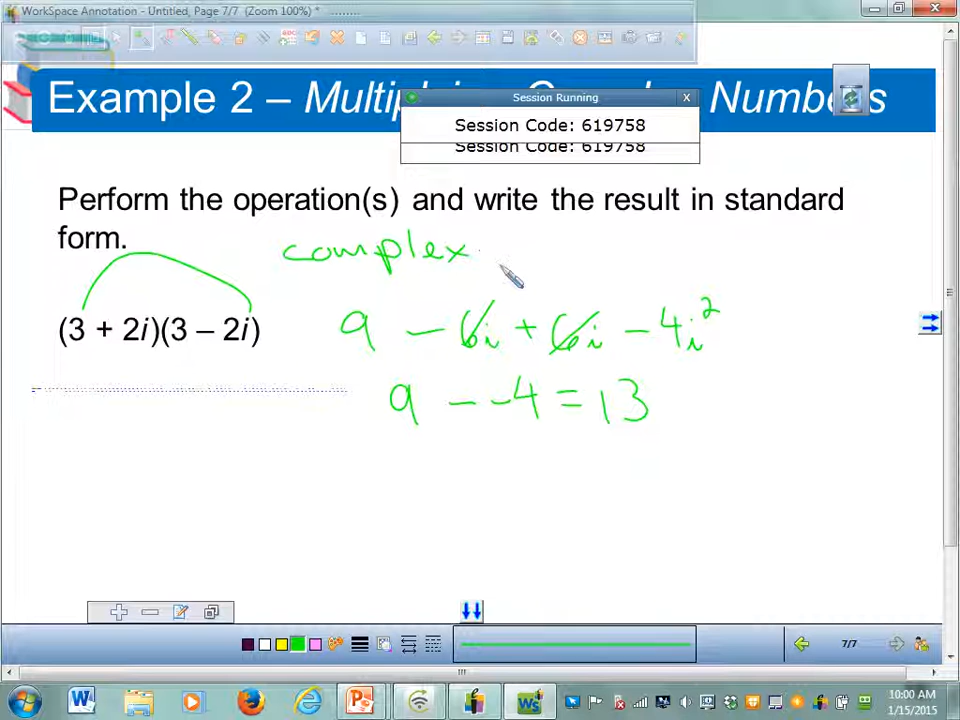 WorkSpace Annotation - Untitled, Page 7/7 (Zoom 100%) *
Example 2 – Numbers
Session Running X
Session Code: 619758
Session Code: 619758
Perform the operation(s) and write the result in standard
form.
complex
(3 + 2i)(3 – 2i) 9 - 6i + 6i - 4i²
9 - -4 = 13
7/7
10:00 AM
1/15/2015